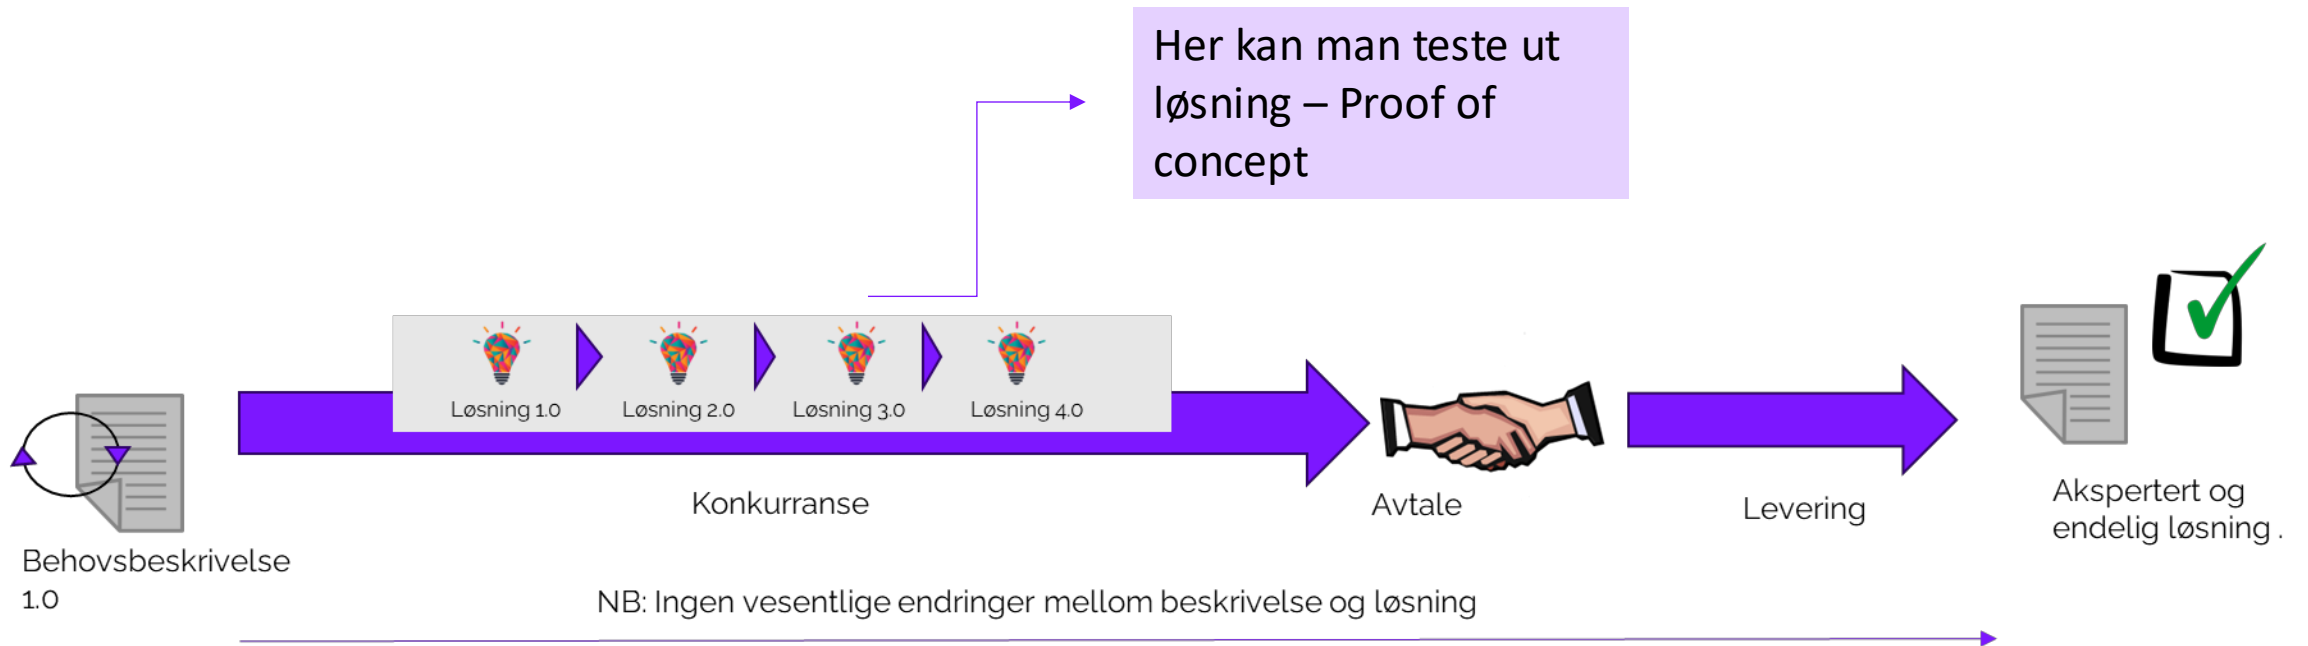 Her kan man teste ut
løsning – Proof of
concept
Løsning 1.0
Løsning 2.0
Løsning 3.0
Løsning 4.0
Konkurranse
Avtale
Levering
Akspertert og
endelig løsning .
Behovsbeskrivelse
1.0
NB: Ingen vesentlige endringer mellom beskrivelse og løsning